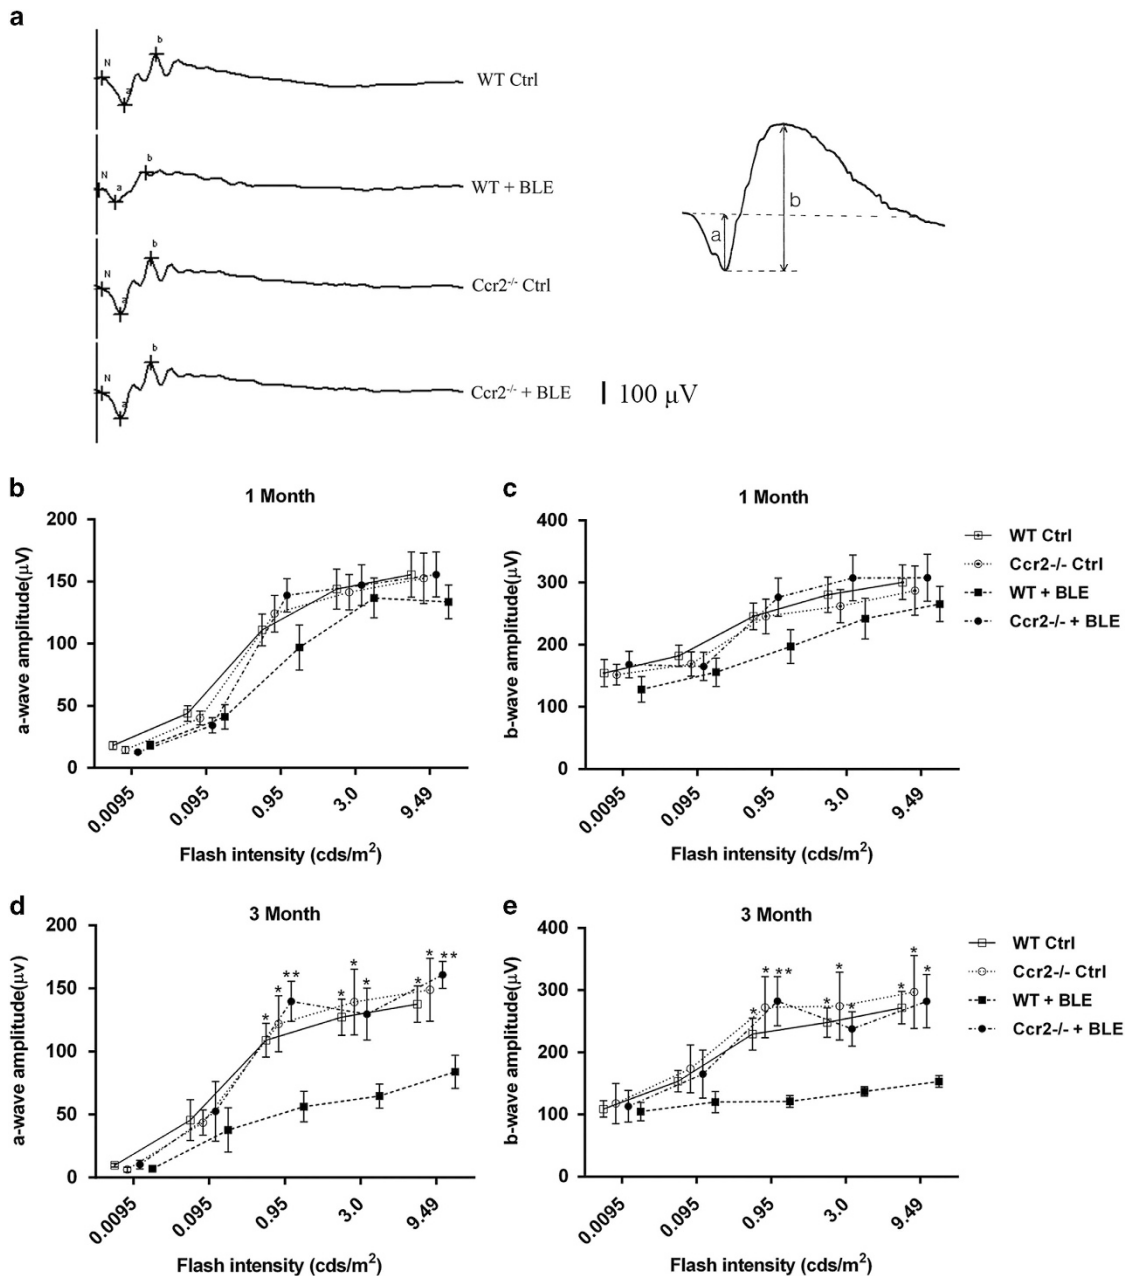 a
N
a
b
WT Ctrl
N
a
b
WT + BLE
N
a
b
Ccr2-/- Ctrl
N
a
b
Ccr2-/- + BLE
100 μV
a
b
b
1 Month
a-wave amplitude(μV)
200
150
100
50
0
0.0095
0.095
0.95
3.0
9.49
Flash intensity (cds/m²)
c
1 Month
b-wave amplitude(μV)
400
300
200
100
0
0.0095
0.095
0.95
3.0
9.49
Flash intensity (cds/m²)
WT Ctrl
Ccr2-/- Ctrl
WT + BLE
Ccr2-/- + BLE
d
3 Month
a-wave amplitude(μv)
200
150
100
50
0
* * ** * * * * * **
0.0095
0.095
0.95
3.0
9.49
Flash intensity (cds/m²)
e
3 Month
b-wave amplitude(μV)
400
300
200
100
0
* * ** * * * * * *
0.0095
0.095
0.95
3.0
9.49
Flash intensity (cds/m²)
WT Ctrl
Ccr2-/- Ctrl
WT + BLE
Ccr2-/- + BLE